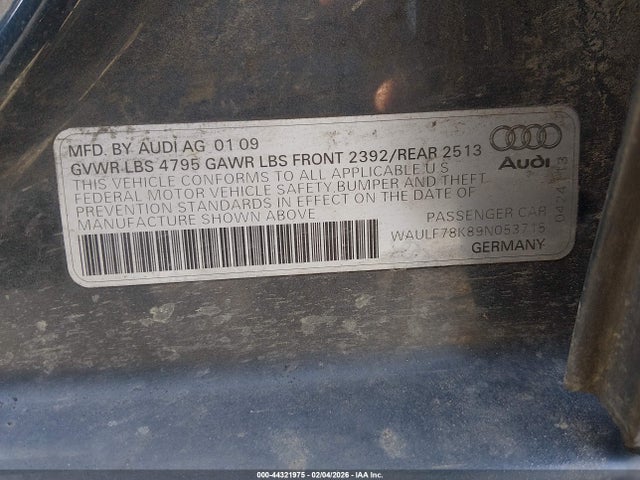 MFD. BY AUDI AG 01 09
GVWR LBS 4795 GAWR LBS FRONT 2392/REAR 2513
THIS VEHICLE CONFORMS TO ALL APPLICABLE U S
FEDERAL MOTOR VEHICLE SAFETY, BUMPER AND THEFT
PREVENTION STANDARDS IN EFFECT ON THE DATE OF
MANUFACTURE SHOWN ABOVE
Audi
PASSENGER CAR
WAULF78K89N053715
GERMANY
000-44321975 - 02/04/2026 - IAA Inc.